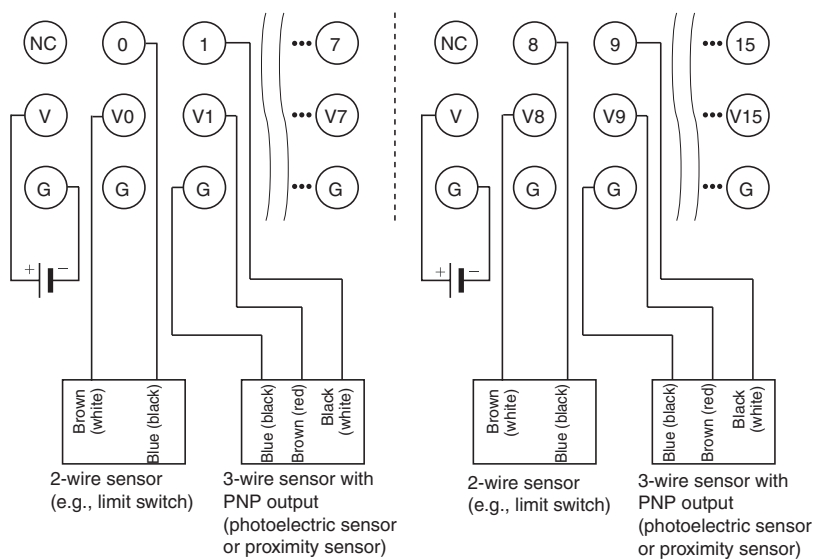 NC 0 1 ••• 7 NC 8 9 ••• 15
V V0 V1 ••• V7 V V8 V9 ••• V15
G G G ••• G G G G ••• G
+ − + −
Brown (white)
Blue (black)
Blue (black)
Brown (red)
Black (white)
Brown (white)
Blue (black)
Blue (black)
Brown (red)
Black (white)
2-wire sensor
(e.g., limit switch)
3-wire sensor with
PNP output
(photoelectric sensor
or proximity sensor)
2-wire sensor
(e.g., limit switch)
3-wire sensor with
PNP output
(photoelectric sensor
or proximity sensor)